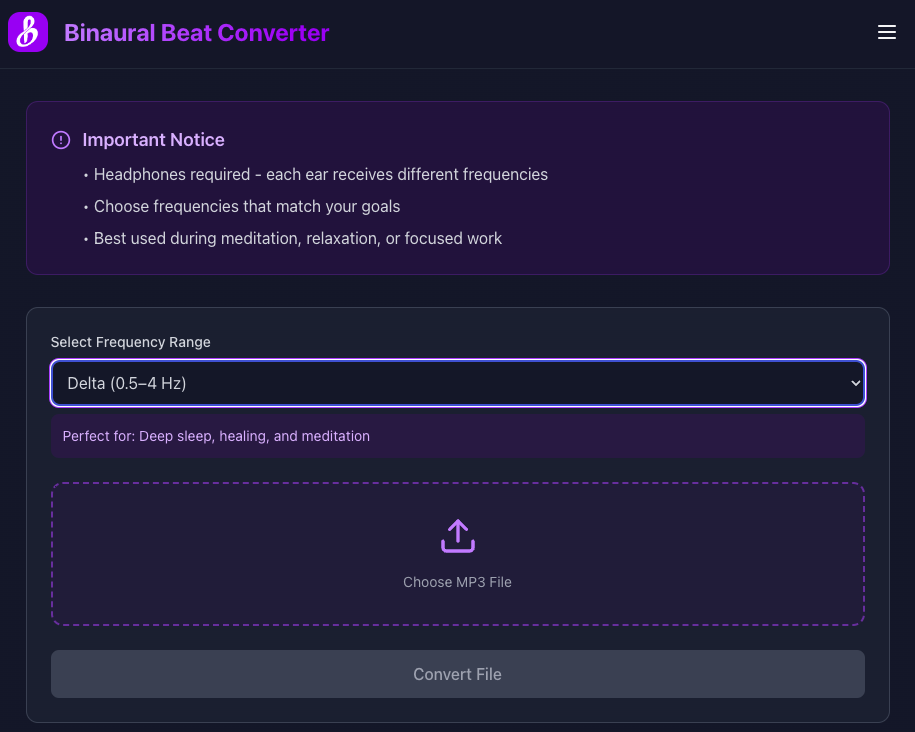 Binaural Beat Converter
Important Notice
• Headphones required - each ear receives different frequencies
• Choose frequencies that match your goals
• Best used during meditation, relaxation, or focused work
Select Frequency Range
Delta (0.5–4 Hz)
Perfect for: Deep sleep, healing, and meditation
Choose MP3 File
Convert File